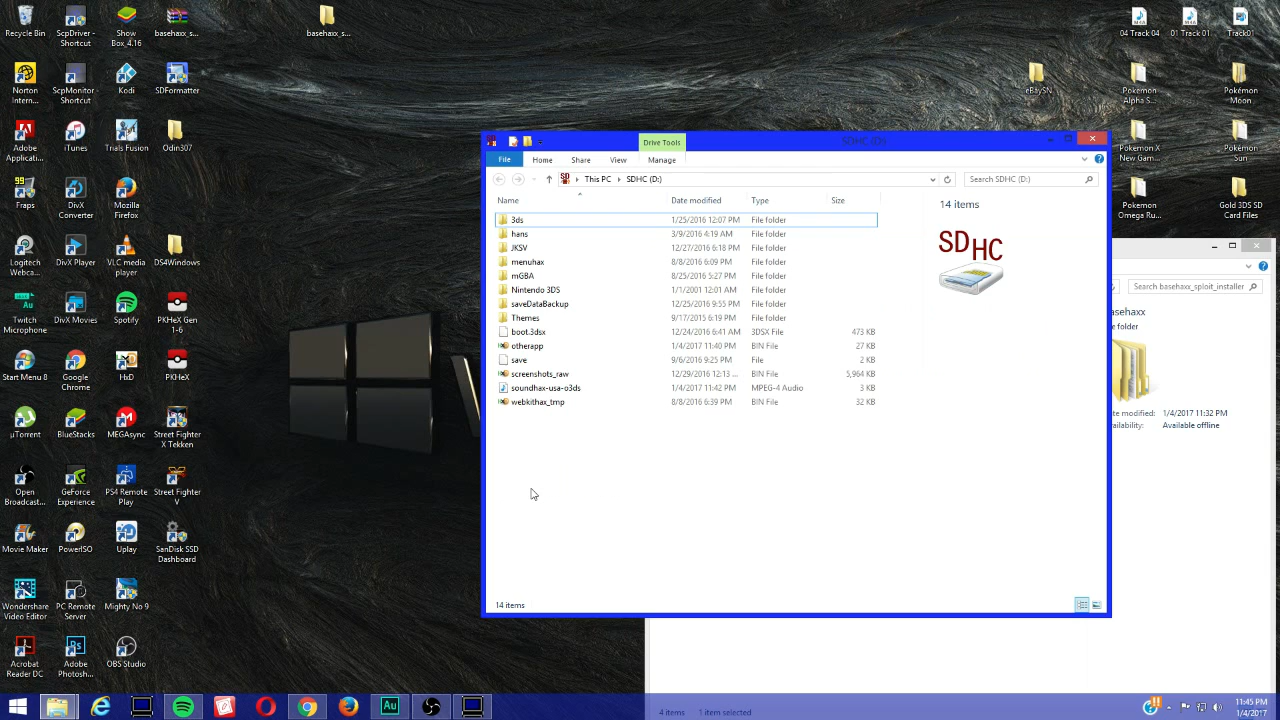 Recycle Bin
ScpDriver - Shortcut
Show Box_4.16
basehaxx_s...
basehaxx_s...
04 Track 04
01 Track 01
Track01
Norton Intern...
ScpMonitor - Shortcut
Kodi
SDFormatter
eBaySN
Pokemon Alpha S...
Pokémon Moon
Adobe Applicati...
iTunes
Trials Fusion
Odin307
Pokemon X New Gam...
Pokémon Sun
99
Fraps
DivX Converter
Mozilla Firefox
Pokemon Omega Ru...
Gold 3DS SD Card Files
Logitech Webca...
DivX Player
VLC media player
DS4Windows
Twitch Microphone
DivX Movies
Spotify
PKHeX Gen 1-6
Start Menu 8
Google Chrome
HxD
PKHeX
µTorrent
BlueStacks
MEGAsync
Street Fighter X Tekken
Open Broadcast...
GeForce Experience
PS4 Remote Play
Street Fighter V
Movie Maker
PowerISO
Uplay
SanDisk SSD Dashboard
Wondershare Video Editor
PC Remote Server
Mighty No 9
Acrobat Reader DC
Adobe Photosh...
OBS Studio
Drive Tools
SDHC (D:)
File
Home
Share
View
Manage
This PC
SDHC (D:)
Search SDHC (D:)
Name
Date modified
Type
Size
3ds 1/25/2016 12:07 PM File folder
hans 3/9/2016 4:19 AM File folder
JKSV 12/27/2016 6:18 PM File folder
menuhax 8/8/2016 6:09 PM File folder
mGBA 8/25/2016 5:27 PM File folder
Nintendo 3DS 1/1/2001 12:01 AM File folder
saveDataBackup 12/25/2016 9:55 PM File folder
Themes 9/17/2015 6:19 PM File folder
boot.3dsx 12/24/2016 6:41 AM 3DSX File 473 KB
otherapp 1/4/2017 11:40 PM BIN File 27 KB
save 9/6/2016 9:25 PM File 2 KB
screenshots_raw 12/29/2016 12:13 ... BIN File 5,964 KB
soundhax-usa-o3ds 1/4/2017 11:42 PM MPEG-4 Audio 3 KB
webkithax_tmp 8/8/2016 6:39 PM BIN File 32 KB
14 items
SDHC
14 items
Search basehaxx_sploit_installer
asehaxx
e folder
te modified: 1/4/2017 11:32 PM
ailability: Available offline
4 items
1 item selected
11:45 PM
1/4/2017